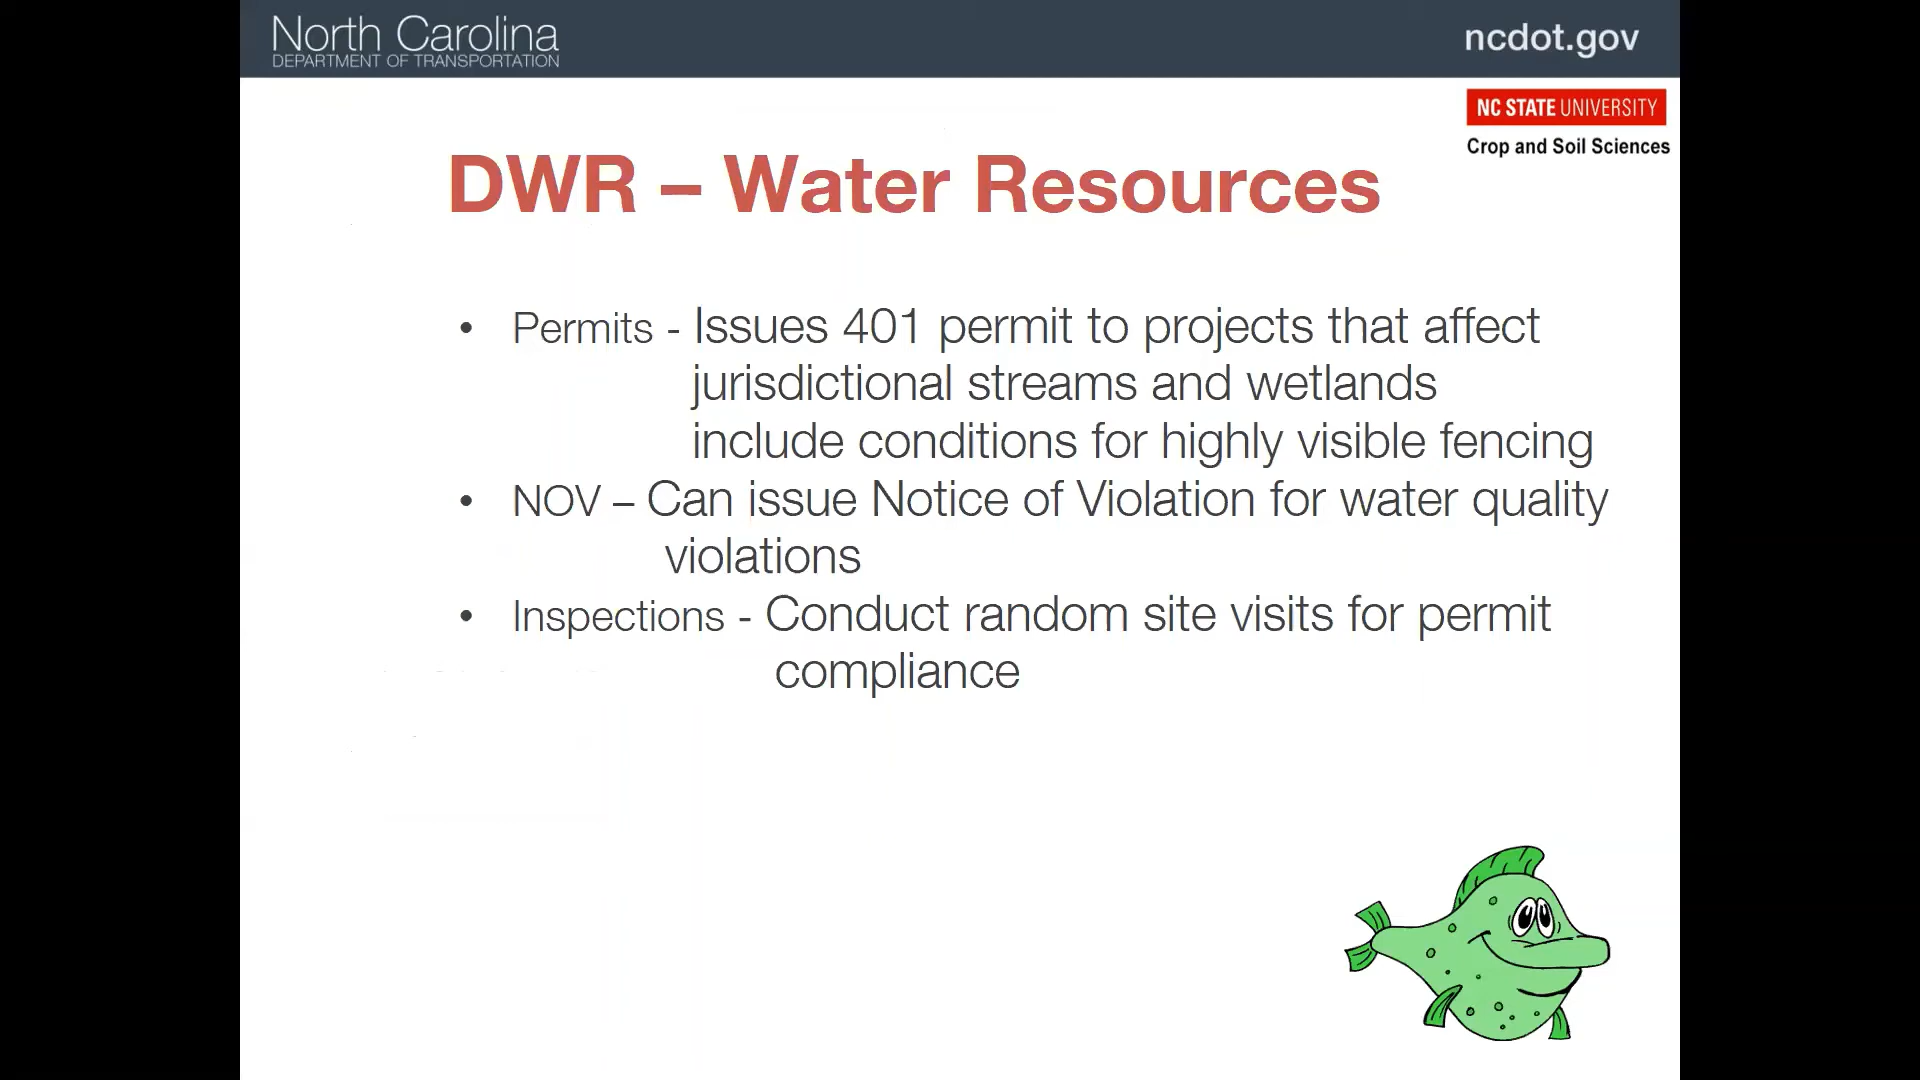 North Carolina
DEPARTMENT OF TRANSPORTATION
ncdot.gov
NC STATE UNIVERSITY
Crop and Soil Sciences
DWR – Water Resources
• Permits - Issues 401 permit to projects that affect
jurisdictional streams and wetlands
include conditions for highly visible fencing
• NOV – Can issue Notice of Violation for water quality
violations
• Inspections - Conduct random site visits for permit
compliance